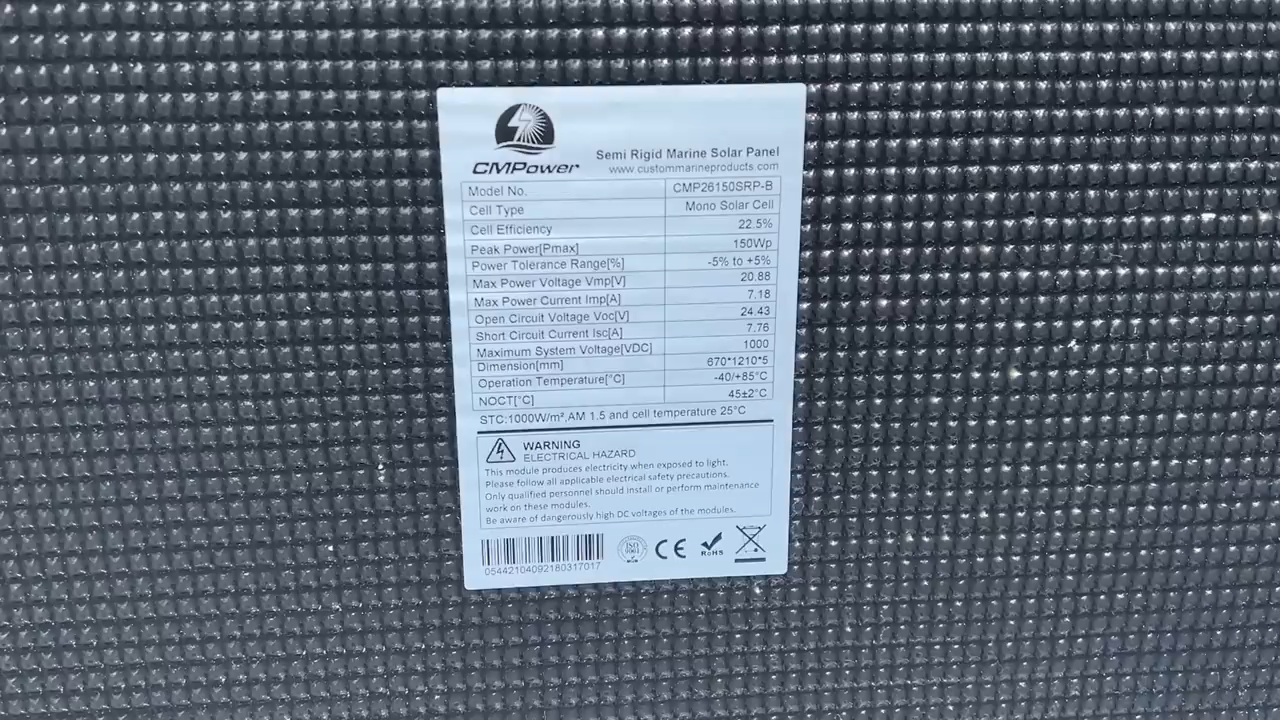 CMPower
Semi Rigid Marine Solar Panel
www.custommarineproducts.com
Model No. CMP26150SRP-B
Cell Type Mono Solar Cell
Cell Efficiency 22.5%
Peak Power[Pmax] 150Wp
Power Tolerance Range[%] -5% to +5%
Max Power Voltage Vmp[V] 20.88
Max Power Current Imp[A] 7.18
Open Circuit Voltage Voc[V] 24.43
Short Circuit Current Isc[A] 7.76
Maximum System Voltage[VDC] 1000
Dimension[mm] 670*1210*5
Operation Temperature[°C] -40/+85°C
NOCT[°C] 45±2°C
STC:1000W/m²,AM 1.5 and cell temperature 25°C
WARNING
ELECTRICAL HAZARD
This module produces electricity when exposed to light.
Please follow all applicable electrical safety precautions.
Only qualified personnel should install or perform maintenance
work on these modules.
Be aware of dangerously high DC voltages of the modules.
ISO 9001 CE RoHS
05442104092180317017